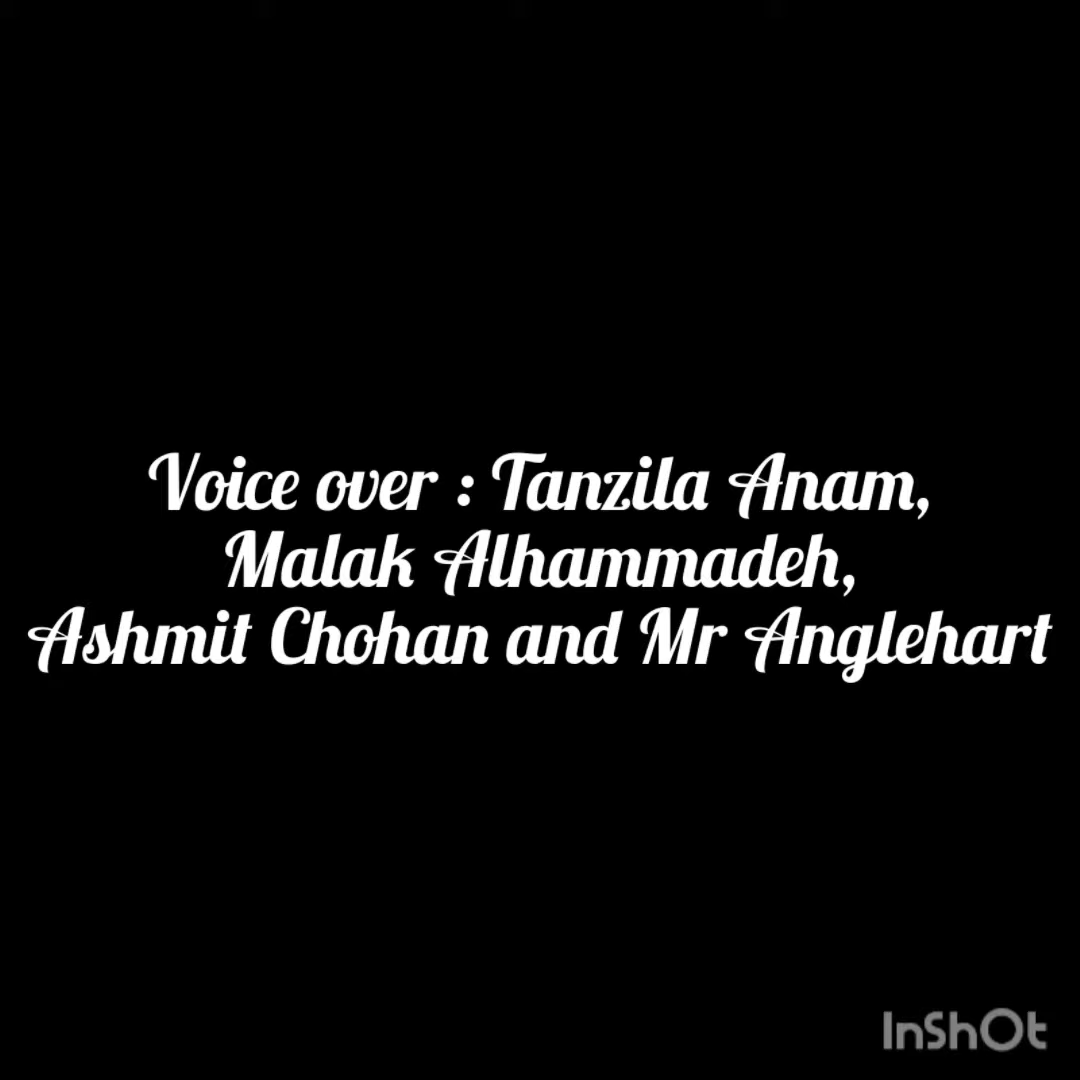 Voice over : Tanzila Anam,
Malak Alhammadeh,
Ashmit Chohan and Mr Anglehart
InShOt